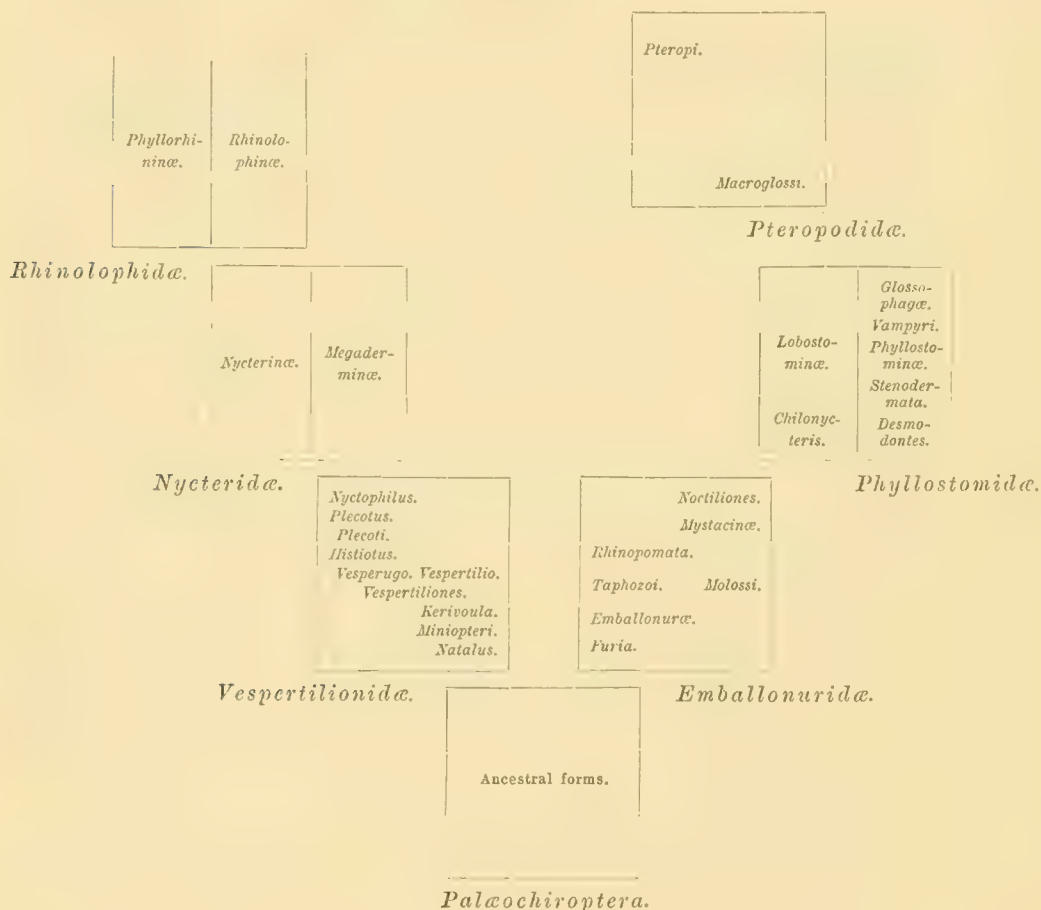 Pteropi.
Macroglossi.
Pteropodidæ.
Phyllorhi-
ninæ.
Rhinolo-
phinæ.
Rhinolophidæ.
Nycterinæ.
Megader-
minæ.
Nycteridæ.
Lobosto-
minæ.
Chilonyc-
teris.
Glosso-
phagæ.
Vampyri.
Phyllosto-
minæ.
Stenoder-
mata.
Desmo-
dontes.
Phyllostomidæ.
Nyctophilus.
Plecotus.
Plecoti.
Histiotus.
Vesperugo. Vespertilio.
Vespertiliones.
Kerivoula.
Miniopteri.
Natalus.
Vespertilionidæ.
Noctiliones.
Mystacinæ.
Rhinopomata.
Taphozoi. Molossi.
Emballonuræ.
Furia.
Emballonuridæ.
Ancestral forms.
Palæochiroptera.